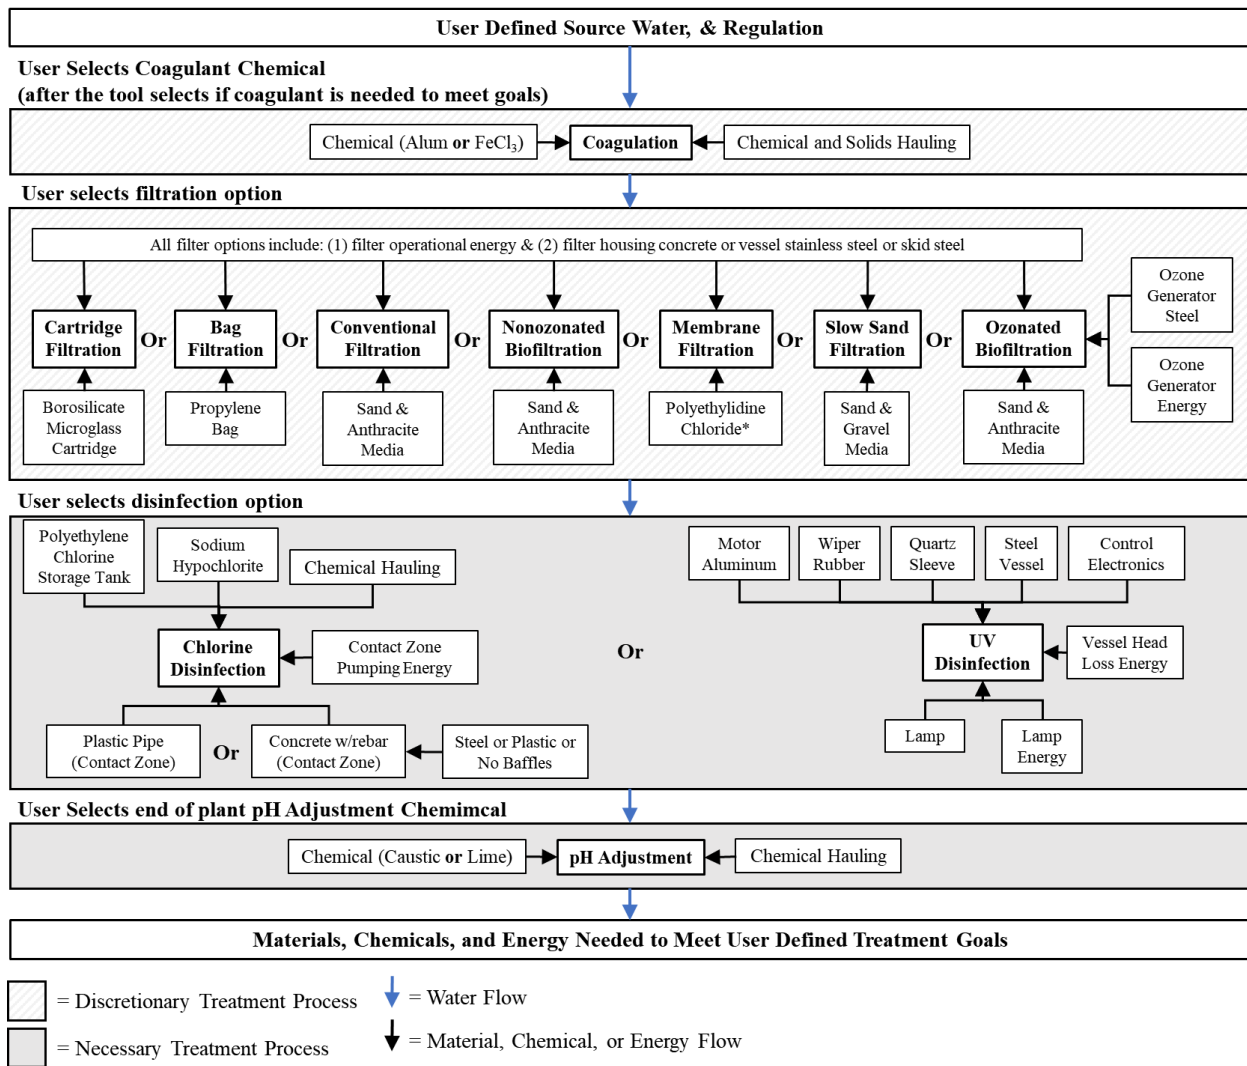 User Defined Source Water, & Regulation
User Selects Coagulant Chemical
(after the tool selects if coagulant is needed to meet goals)
Chemical (Alum or FeCl₃)
Coagulation
Chemical and Solids Hauling
User selects filtration option
All filter options include: (1) filter operational energy & (2) filter housing concrete or vessel stainless steel or skid steel
Ozone
Generator
Steel
Cartridge
Filtration
Or
Bag
Filtration
Or
Conventional
Filtration
Or
Nonozonated
Biofiltration
Or
Membrane
Filtration
Or
Slow Sand
Filtration
Or
Ozonated
Biofiltration
Ozone
Generator
Energy
Borosilicate
Microglass
Cartridge
Propylene
Bag
Sand &
Anthracite
Media
Sand &
Anthracite
Media
Polyethylidine
Chloride*
Sand &
Gravel
Media
Sand &
Anthracite
Media
User selects disinfection option
Polyethylene
Chlorine
Storage Tank
Sodium
Hypochlorite
Chemical Hauling
Motor
Aluminum
Wiper
Rubber
Quartz
Sleeve
Steel
Vessel
Control
Electronics
Chlorine
Disinfection
Contact Zone
Pumping Energy
Or
UV
Disinfection
Vessel Head
Loss Energy
Plastic Pipe
(Contact Zone)
Or
Concrete w/rebar
(Contact Zone)
Steel or Plastic or
No Baffles
Lamp
Lamp
Energy
User Selects end of plant pH Adjustment Chemimcal
Chemical (Caustic or Lime)
pH Adjustment
Chemical Hauling
Materials, Chemicals, and Energy Needed to Meet User Defined Treatment Goals
= Discretionary Treatment Process
= Water Flow
= Necessary Treatment Process
= Material, Chemical, or Energy Flow